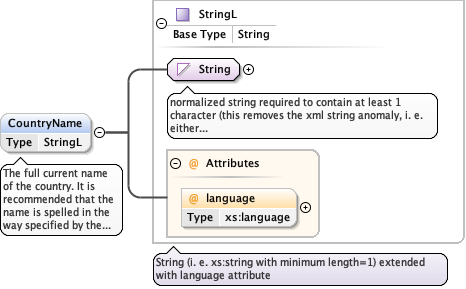 StringL
Base Type String
String
normalized string required to contain at least 1
character (this removes the xml string anomaly, i. e.
either...
CountryName
Type StringL
The full current name
of the country. It is
recommended that the
name is spelled in the
way specified by the...
@ Attributes
@ language
Type xs:language
String (i. e. xs:string with minimum length=1) extended
with language attribute